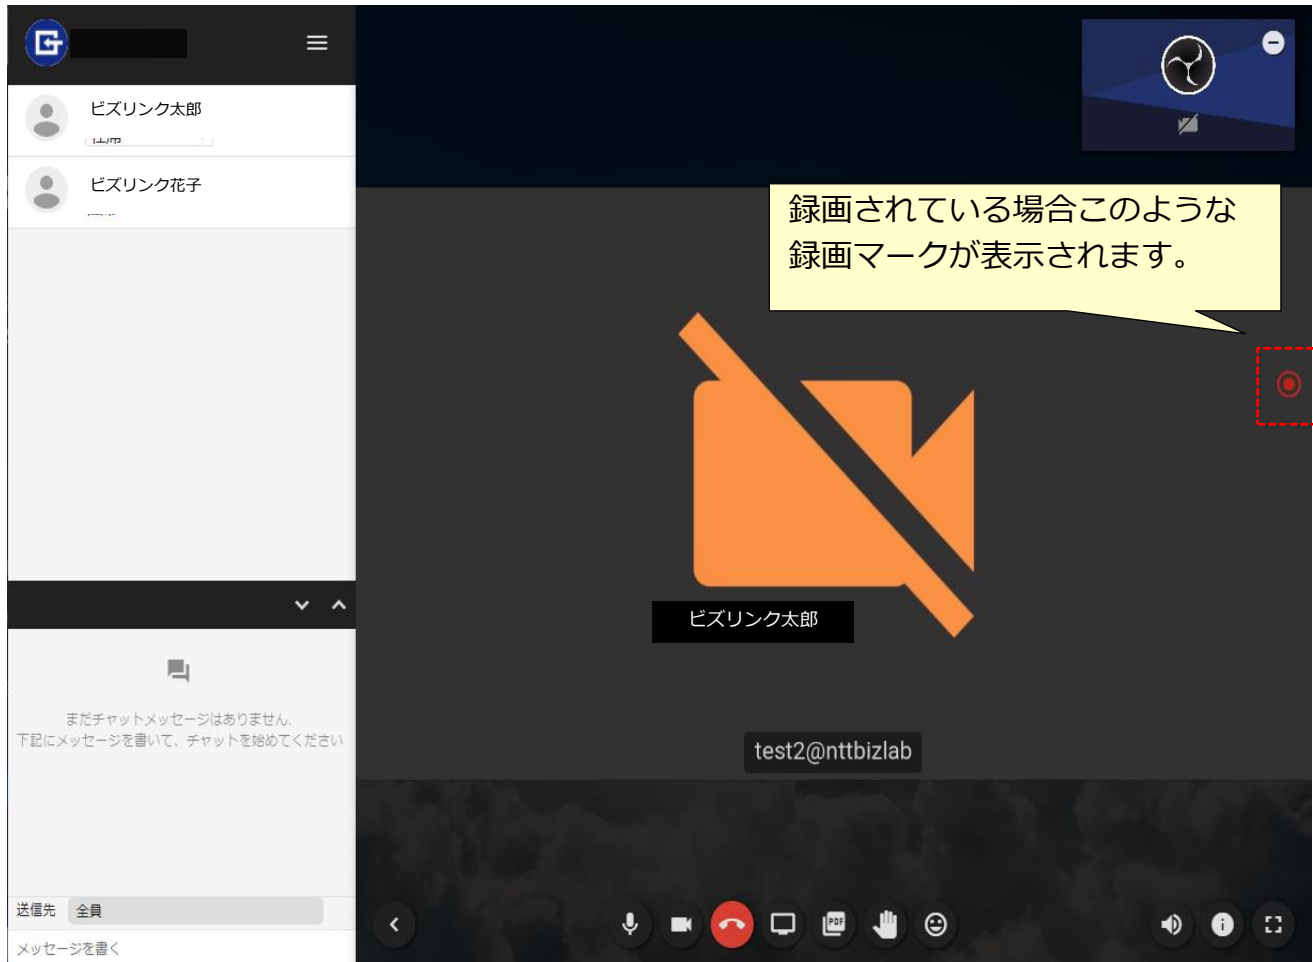 ビズリンク太郎
ビズリンク花子
録画されている場合このような
録画マークが表示されます。
ビズリンク太郎
test2@nttbizlab
まだチャットメッセージはありません.
下記にメッセージを書いて、チャットを始めてください
送信先 全員
メッセージを書く
PDF